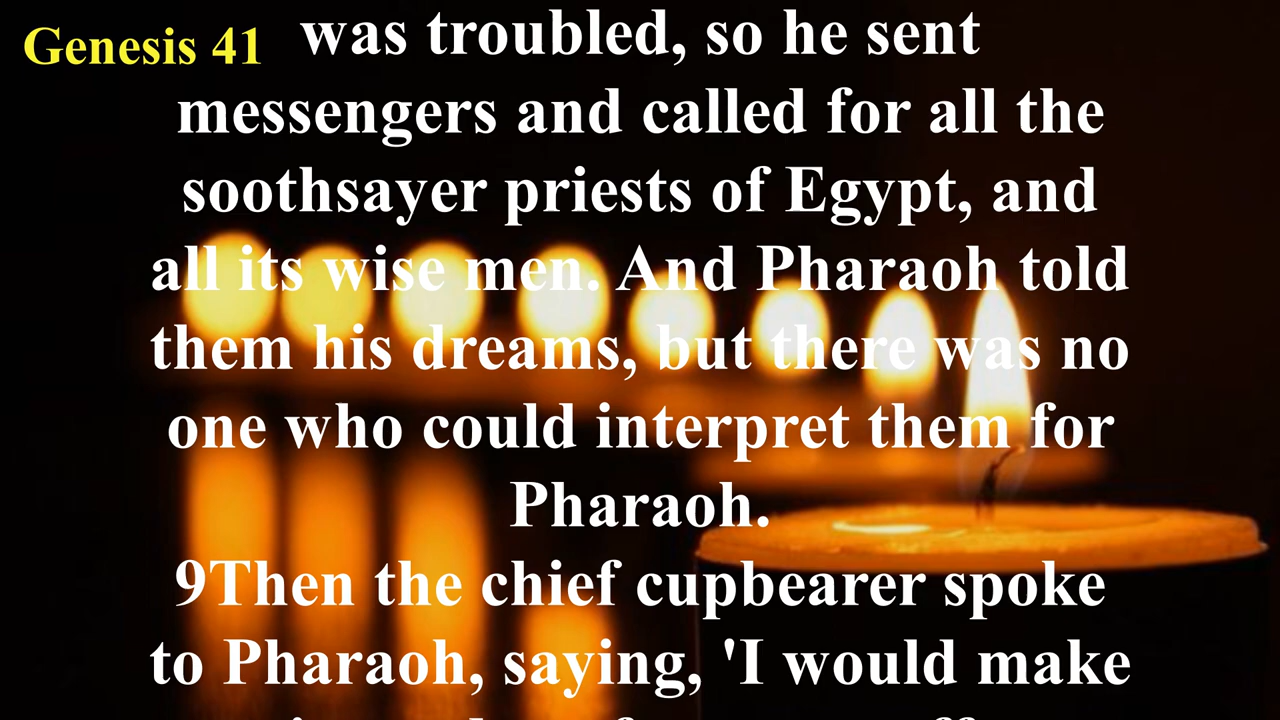 Genesis 41
was troubled, so he sent
messengers and called for all the
soothsayer priests of Egypt, and
all its wise men. And Pharaoh told
them his dreams, but there was no
one who could interpret them for
Pharaoh.
9Then the chief cupbearer spoke
to Pharaoh, saying, 'I would make